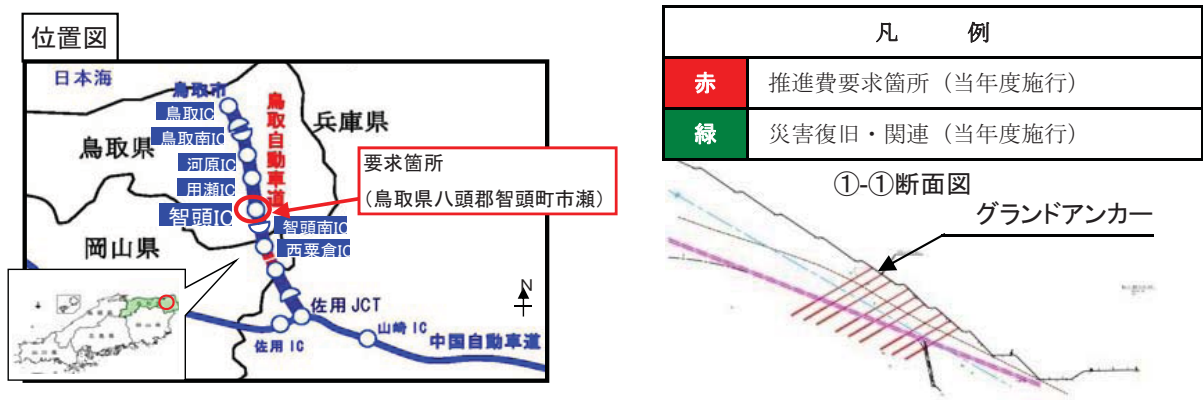 位置図
日本海
鳥取市
鳥取IC
鳥取自動車道
兵庫県
鳥取南IC
鳥取県
河原IC
用瀬IC
智頭IC
要求箇所
(鳥取県八頭郡智頭町市瀬)
智頭南IC
岡山県
西粟倉IC
N
佐用 JCT
佐用 IC
山崎 IC
中国自動車道
凡 例
赤 推進費要求箇所（当年度施行）
緑 災害復旧・関連（当年度施行）
①-①断面図
グランドアンカー